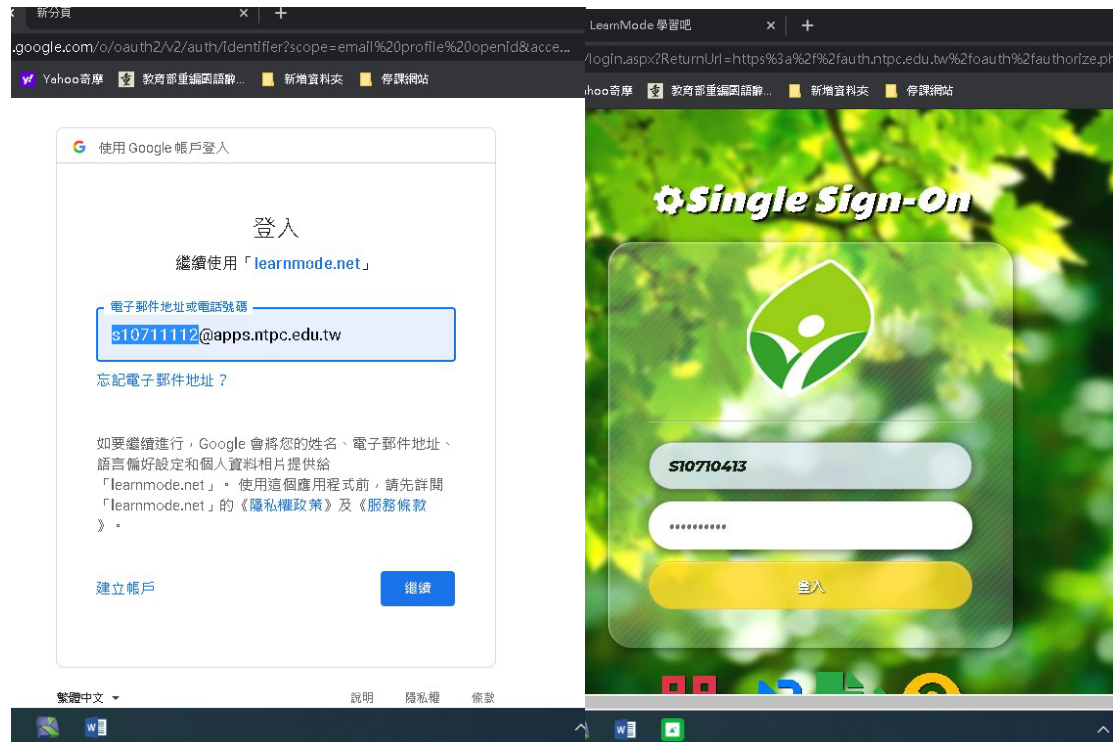 新分頁
.google.com/o/oauth2/v2/auth/identifier?scope=email%20profile%20openid&acce...
Yahoo奇摩 教育部重編國語辭... 新增資料夾 停課網站
使用 Google 帳戶登入
登入
繼續使用「learnmode.net」
電子郵件地址或電話號碼
s10711112@apps.ntpc.edu.tw
忘記電子郵件地址？
如要繼續進行，Google 會將您的姓名、電子郵件地址、
語言偏好設定和個人資料相片提供給
「learnmode.net」。使用這個應用程式前，請先詳閱
「learnmode.net」的《隱私權政策》及《服務條款
》。
建立帳戶
繼續
繁體中文
說明 隱私權 條款
LearnMode 學習吧
/login.aspx?ReturnUrl=https%3a%2f%2fauth.ntpc.edu.tw%2foauth%2fauthorize.ph
hoo奇摩 教育部重編國語辭... 新增資料夾 停課網站
Single Sign-On
S10710413
登入